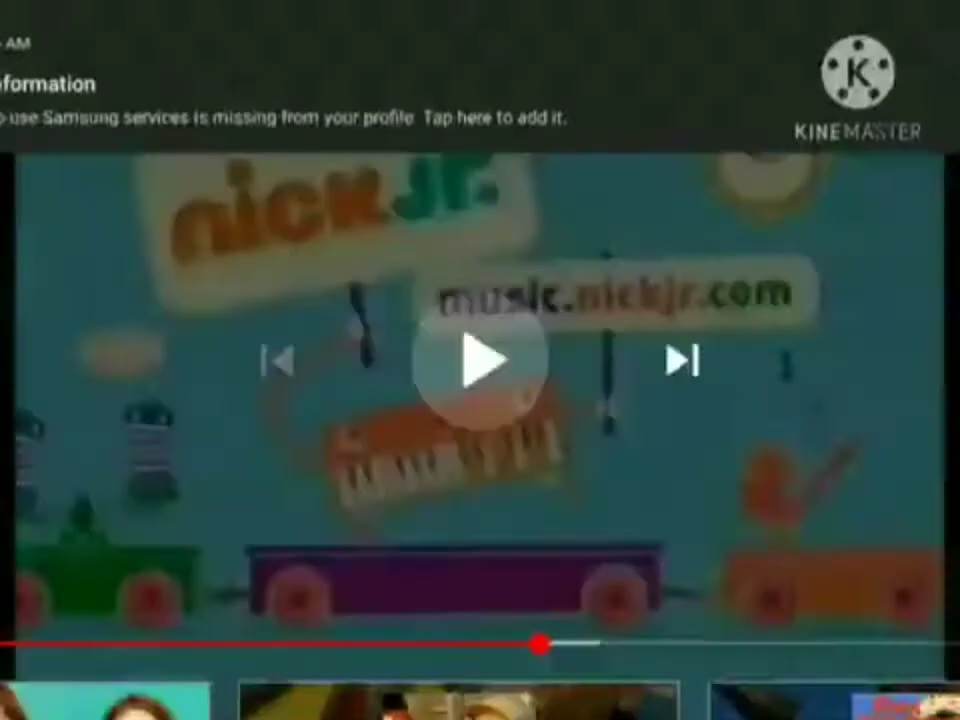 AM
formation
use Samsung services is missing from your profile. Tap here to add it.
K
KINEMASTER
nick jr.
music.nickjr.com